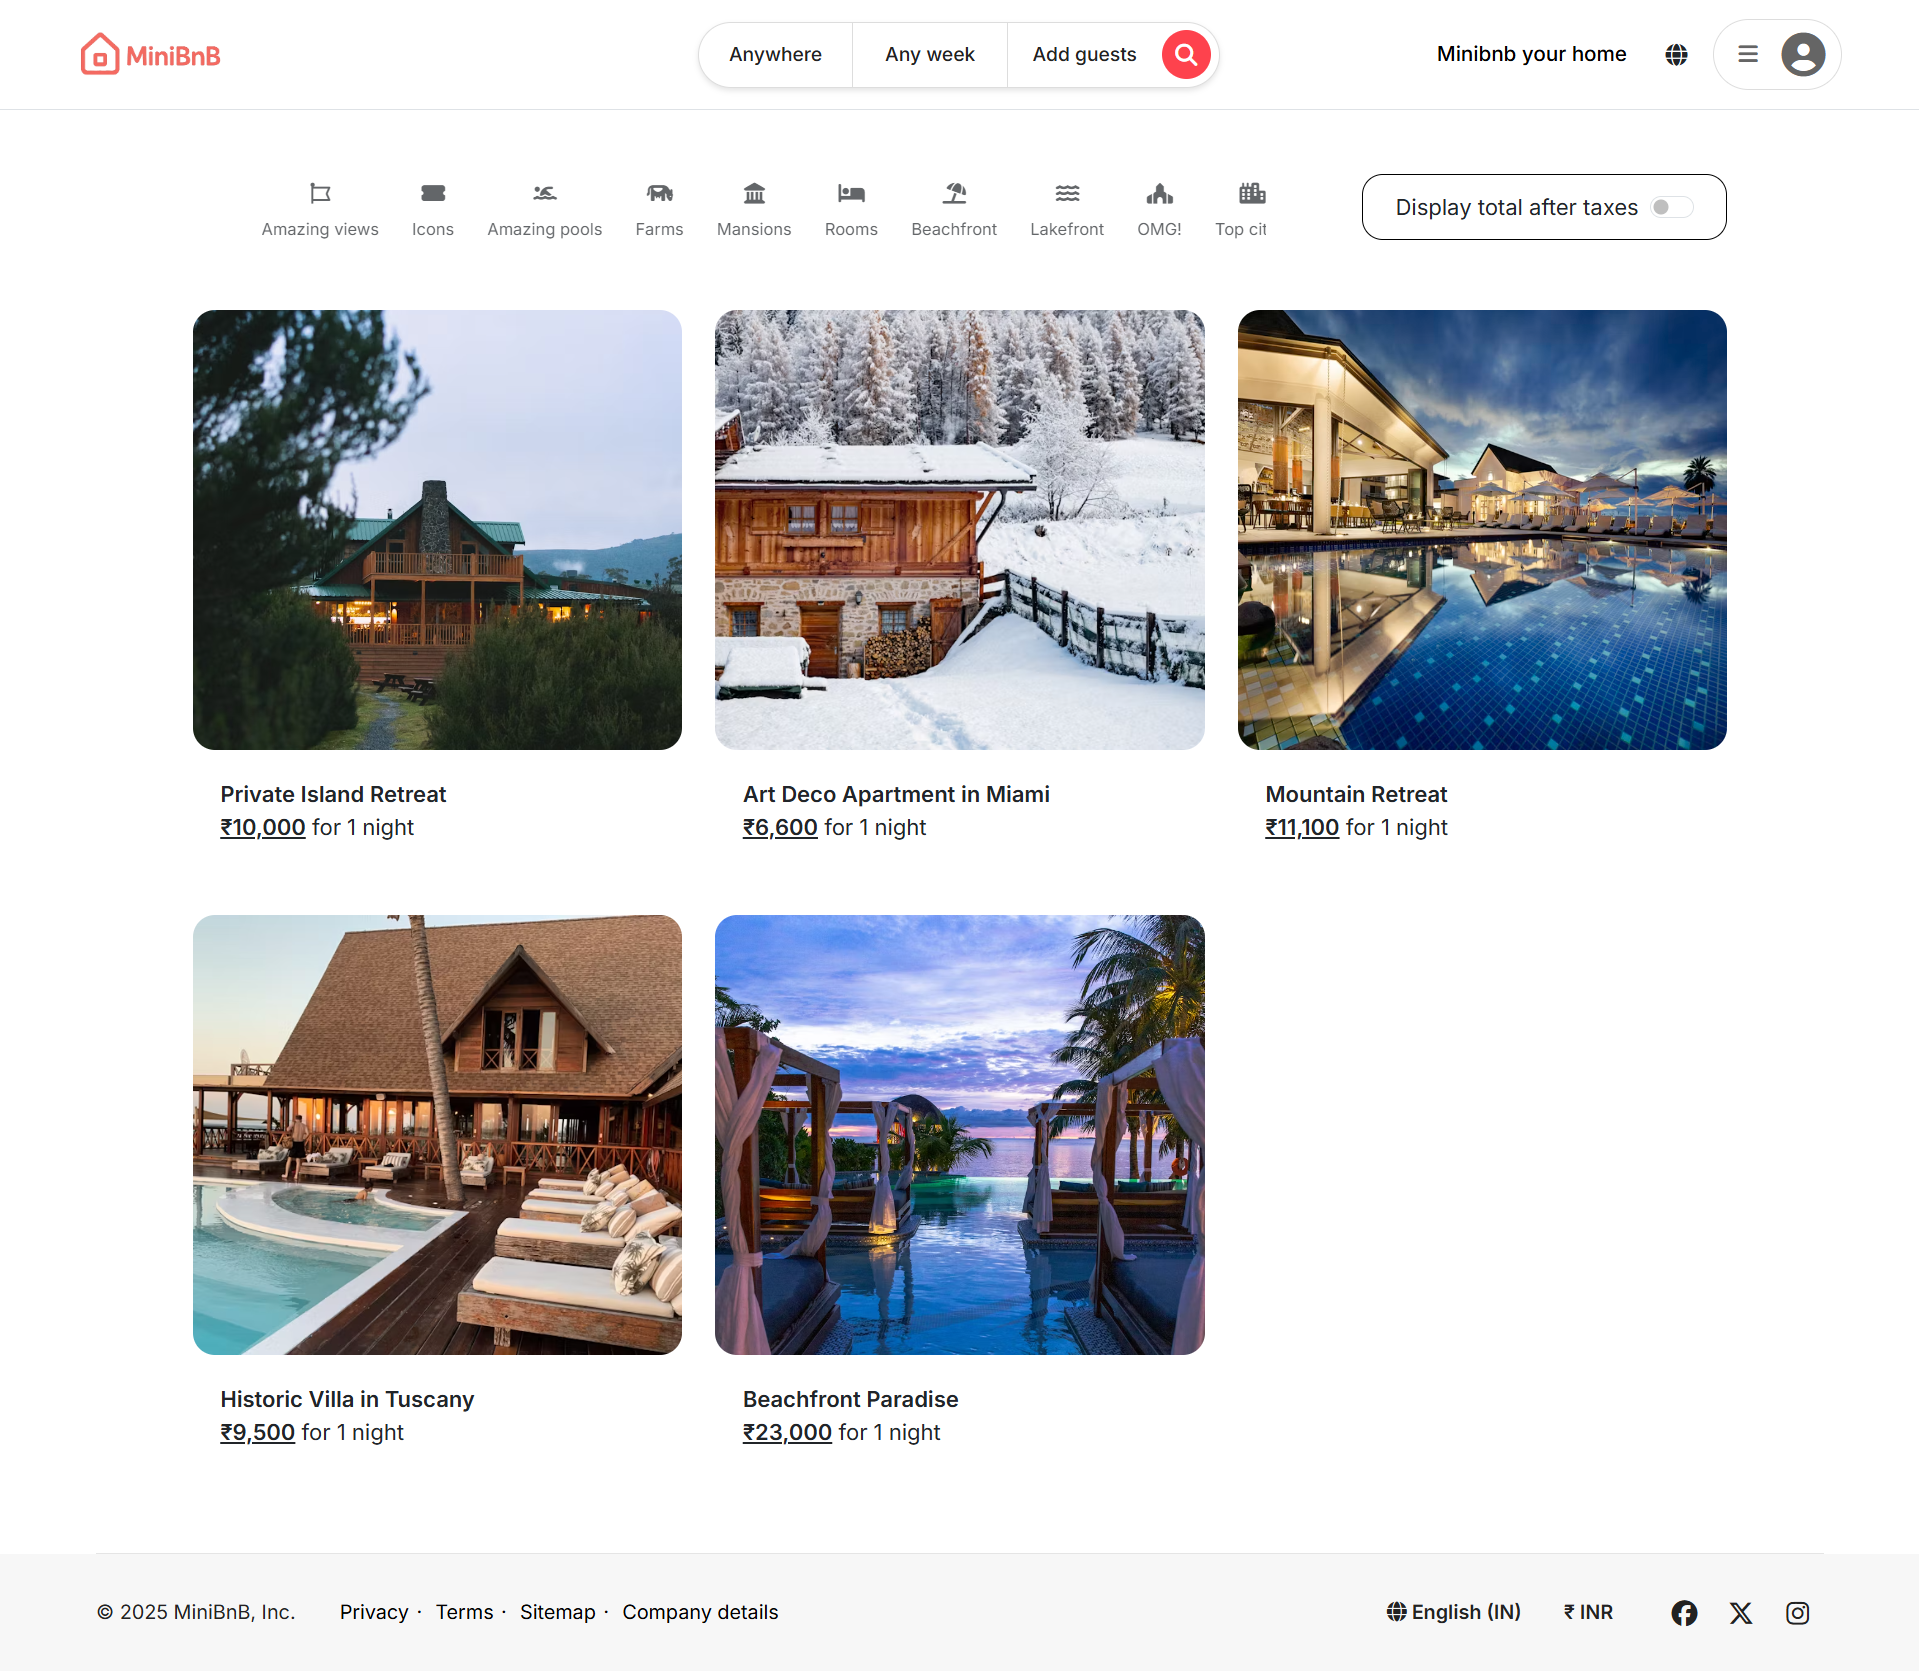 MiniBnB
Anywhere
Any week
Add guests
Minibnb your home
Amazing views
Icons
Amazing pools
Farms
Mansions
Rooms
Beachfront
Lakefront
OMG!
Top cit
Display total after taxes
Private Island Retreat
₹10,000 for 1 night
Art Deco Apartment in Miami
₹6,600 for 1 night
Mountain Retreat
₹11,100 for 1 night
Historic Villa in Tuscany
₹9,500 for 1 night
Beachfront Paradise
₹23,000 for 1 night
© 2025 MiniBnB, Inc.
Privacy · Terms · Sitemap · Company details
English (IN)
₹ INR